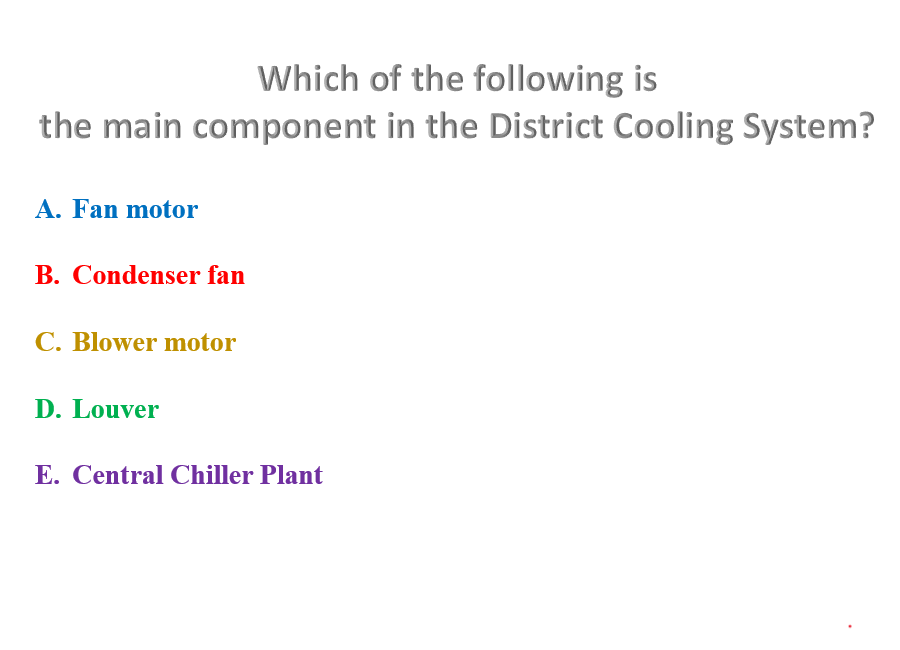 Which of the following is
the main component in the District Cooling System?
A. Fan motor
B. Condenser fan
C. Blower motor
D. Louver
E. Central Chiller Plant